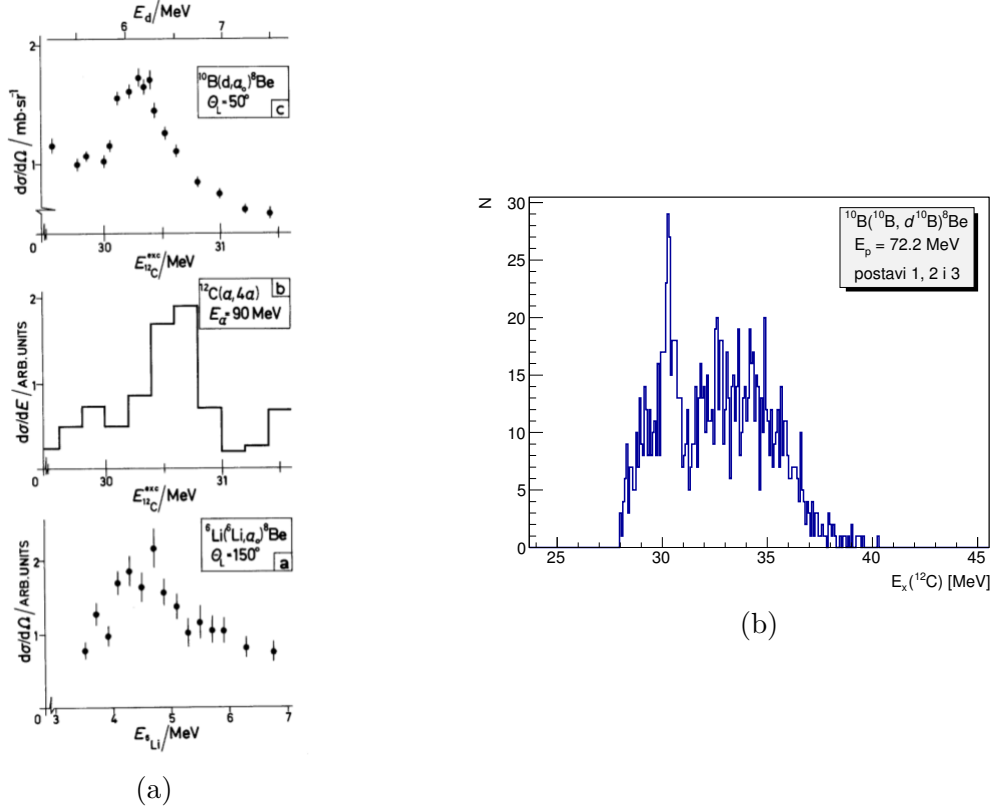 E_d/MeV
6 7
2
1
dσ/dΩ / mb·sr⁻¹
¹⁰B(d,α₀)⁸Be
Θ_L=50°
c
0 30 31
E^exc_12C/MeV
2
1
dσ/dE/ARB.UNITS
¹²C(α,4α)
b
E_α=90 MeV
0 30 31
E^exc_12C/MeV
2
1
dσ/dΩ/ARB.UNITS
⁶Li(⁶Li,α₀)⁸Be
Θ_L=150°
a
0 3 4 5 6 7
E_6Li/MeV
(a)
N
30
25
20
15
10
5
0
¹⁰B(¹⁰B, d¹⁰B)⁸Be
E_p = 72.2 MeV
postavi 1, 2 i 3
25 30 35 40 45
E_x(¹²C) [MeV]
(b)